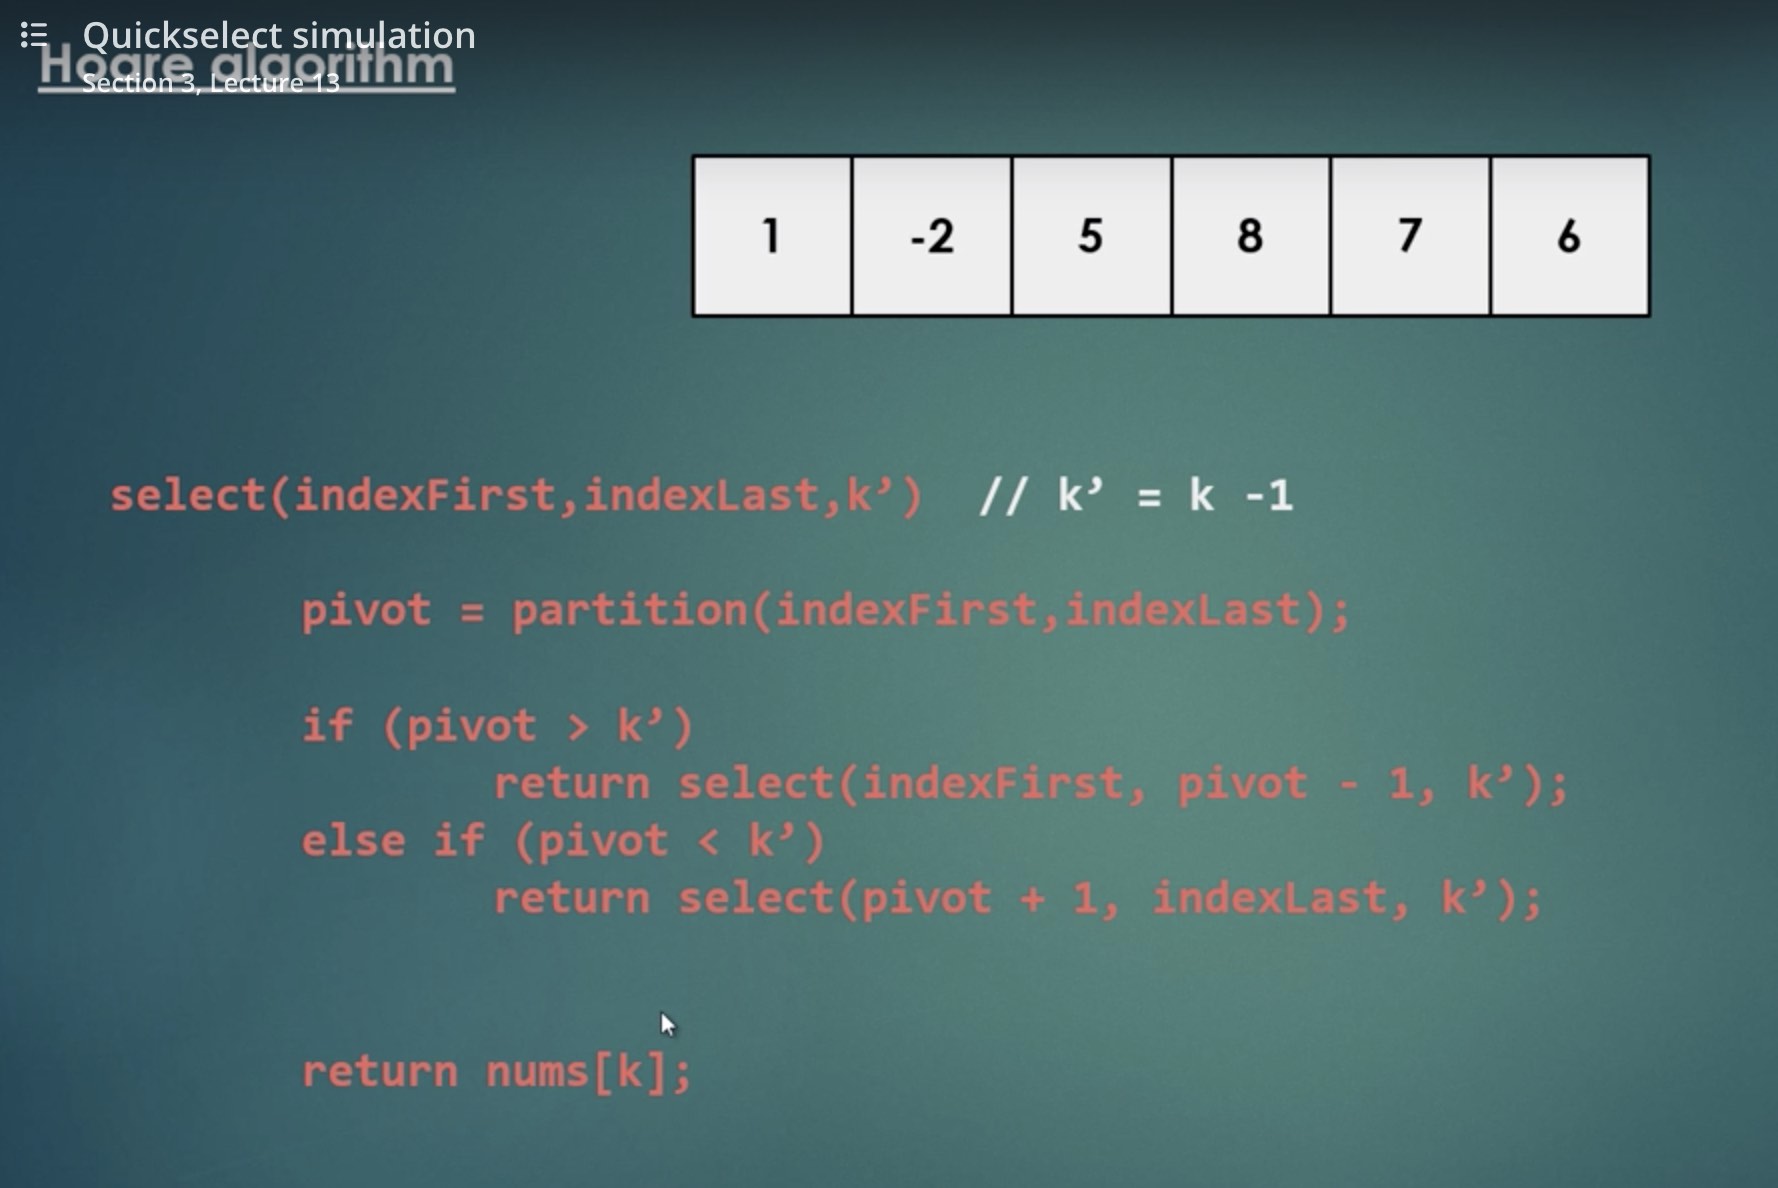 Quickselect simulation
Hoare algorithm
Section 3, Lecture 13
1 -2 5 8 7 6
select(indexFirst,indexLast,k’) // k’ = k -1
pivot = partition(indexFirst,indexLast);
if (pivot > k’)
return select(indexFirst, pivot - 1, k’);
else if (pivot < k’)
return select(pivot + 1, indexLast, k’);
return nums[k];